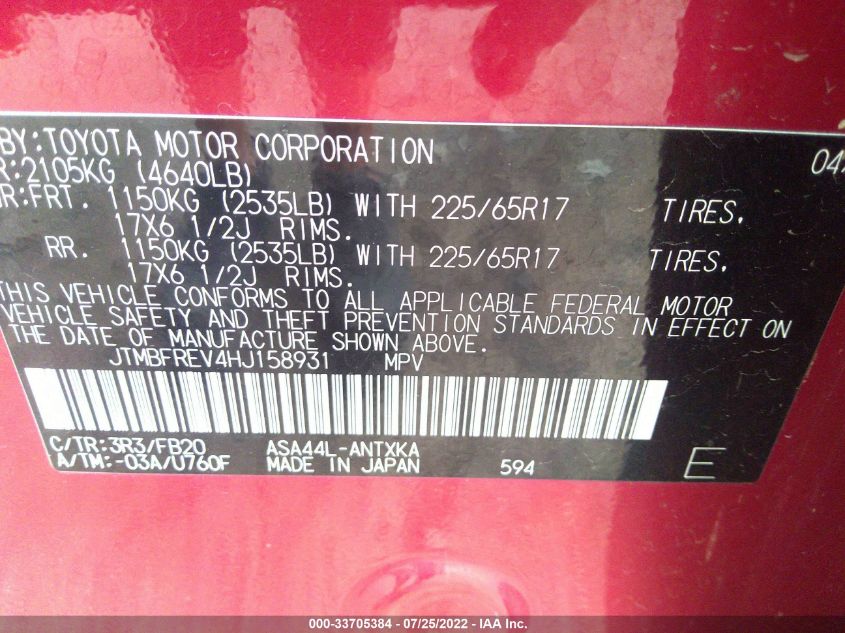 BY: TOYOTA MOTOR CORPORATION 04
R: 2105KG (4640LB)
R: FRT. 1150KG (2535LB) WITH 225/65R17 TIRES,
17X6 1/2J RIMS.
RR. 1150KG (2535LB) WITH 225/65R17 TIRES,
17X6 1/2J RIMS.
THIS VEHICLE CONFORMS TO ALL APPLICABLE FEDERAL MOTOR
VEHICLE SAFETY AND THEFT PREVENTION STANDARDS IN EFFECT ON
THE DATE OF MANUFACTURE SHOWN ABOVE.
JTMBFREV4HJ158931 MPV
C/TR:3R3/FB20 ASA44L-ANTXKA
A/TM:-03A/U760F MADE IN JAPAN 594 E
000-33705384 - 07/25/2022 - IAA Inc.